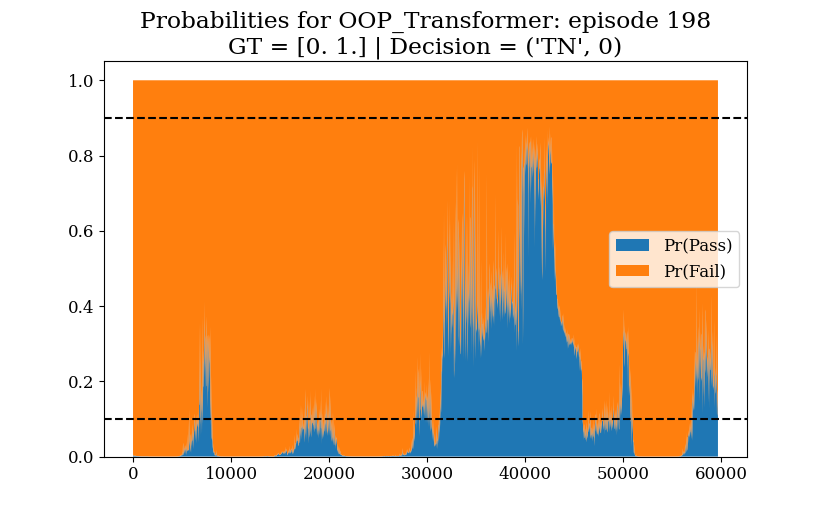 Probabilities for OOP_Transformer: episode 198
GT = [0. 1.] | Decision = ('TN', 0)
1.0
0.8
0.6
0.4
0.2
0.0
Pr(Pass)
Pr(Fail)
0 10000 20000 30000 40000 50000 60000